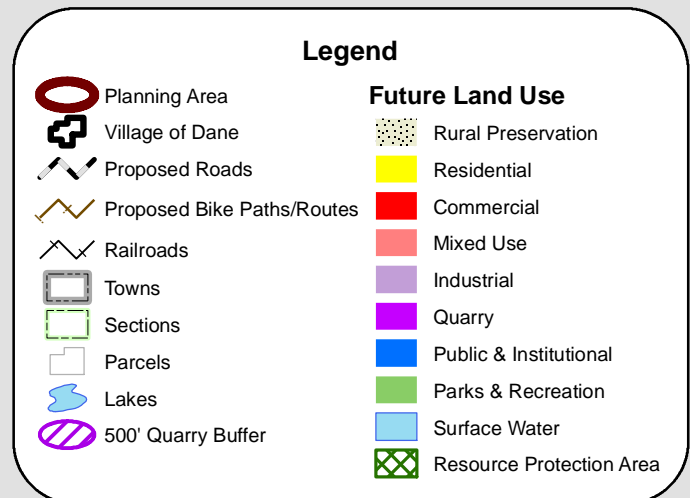 Legend
Planning Area
Village of Dane
Proposed Roads
Proposed Bike Paths/Routes
Railroads
Towns
Sections
Parcels
Lakes
500' Quarry Buffer
Future Land Use
Rural Preservation
Residential
Commercial
Mixed Use
Industrial
Quarry
Public & Institutional
Parks & Recreation
Surface Water
Resource Protection Area